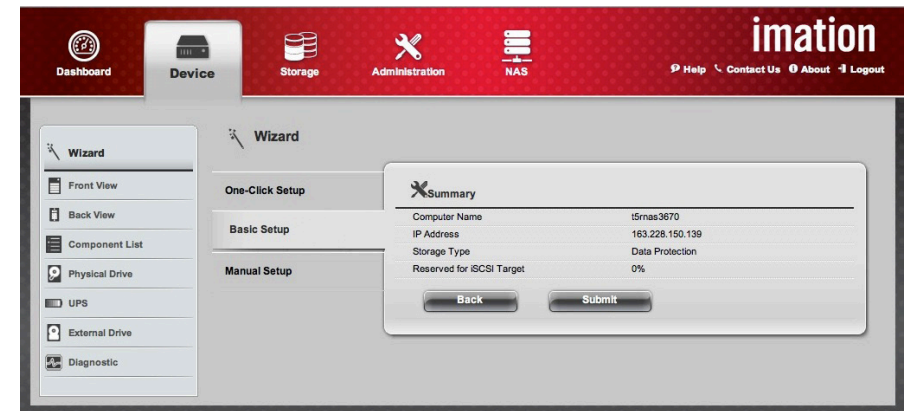 imation
Dashboard
Device
Storage
Administration
NAS
Help Contact Us About Logout
Wizard
Front View
Back View
Component List
Physical Drive
UPS
External Drive
Diagnostic
Wizard
One-Click Setup
Basic Setup
Manual Setup
Summary
Computer Name t5rnas3670
IP Address 163.228.150.139
Storage Type Data Protection
Reserved for iSCSI Target 0%
Back Submit